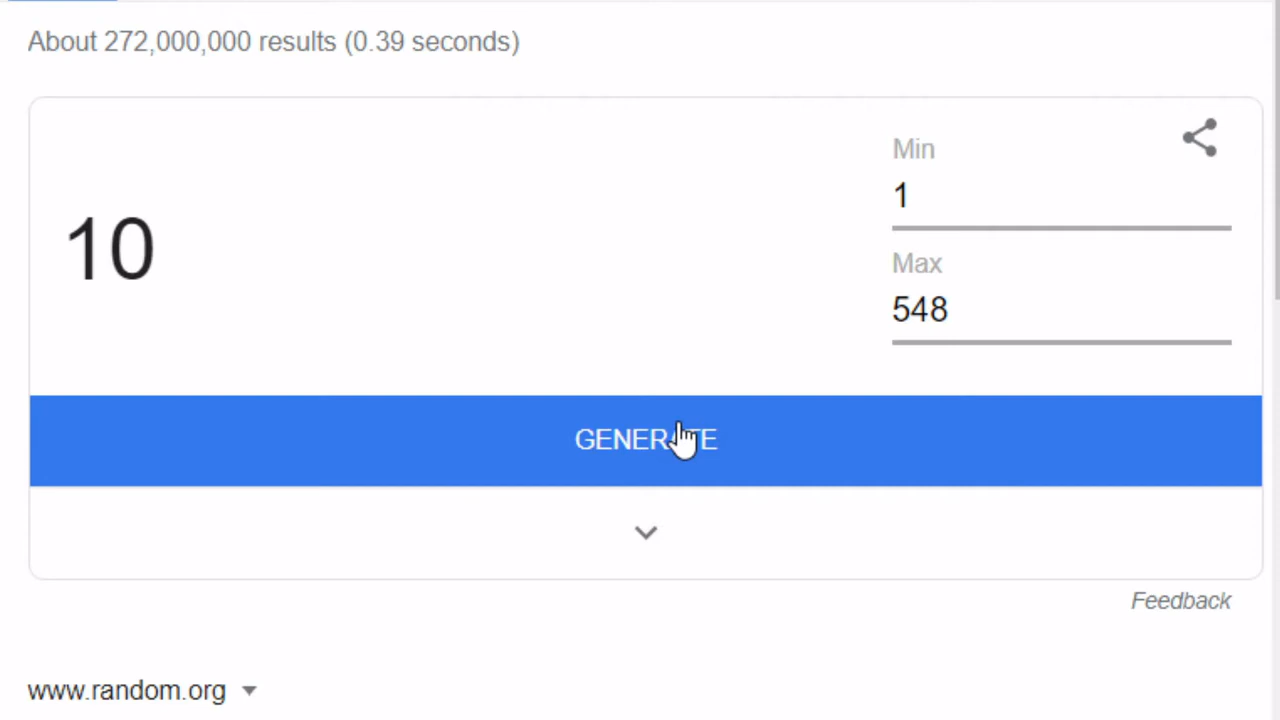 About 272,000,000 results (0.39 seconds)
10
Min
1
Max
548
GENERATE
Feedback
www.random.org